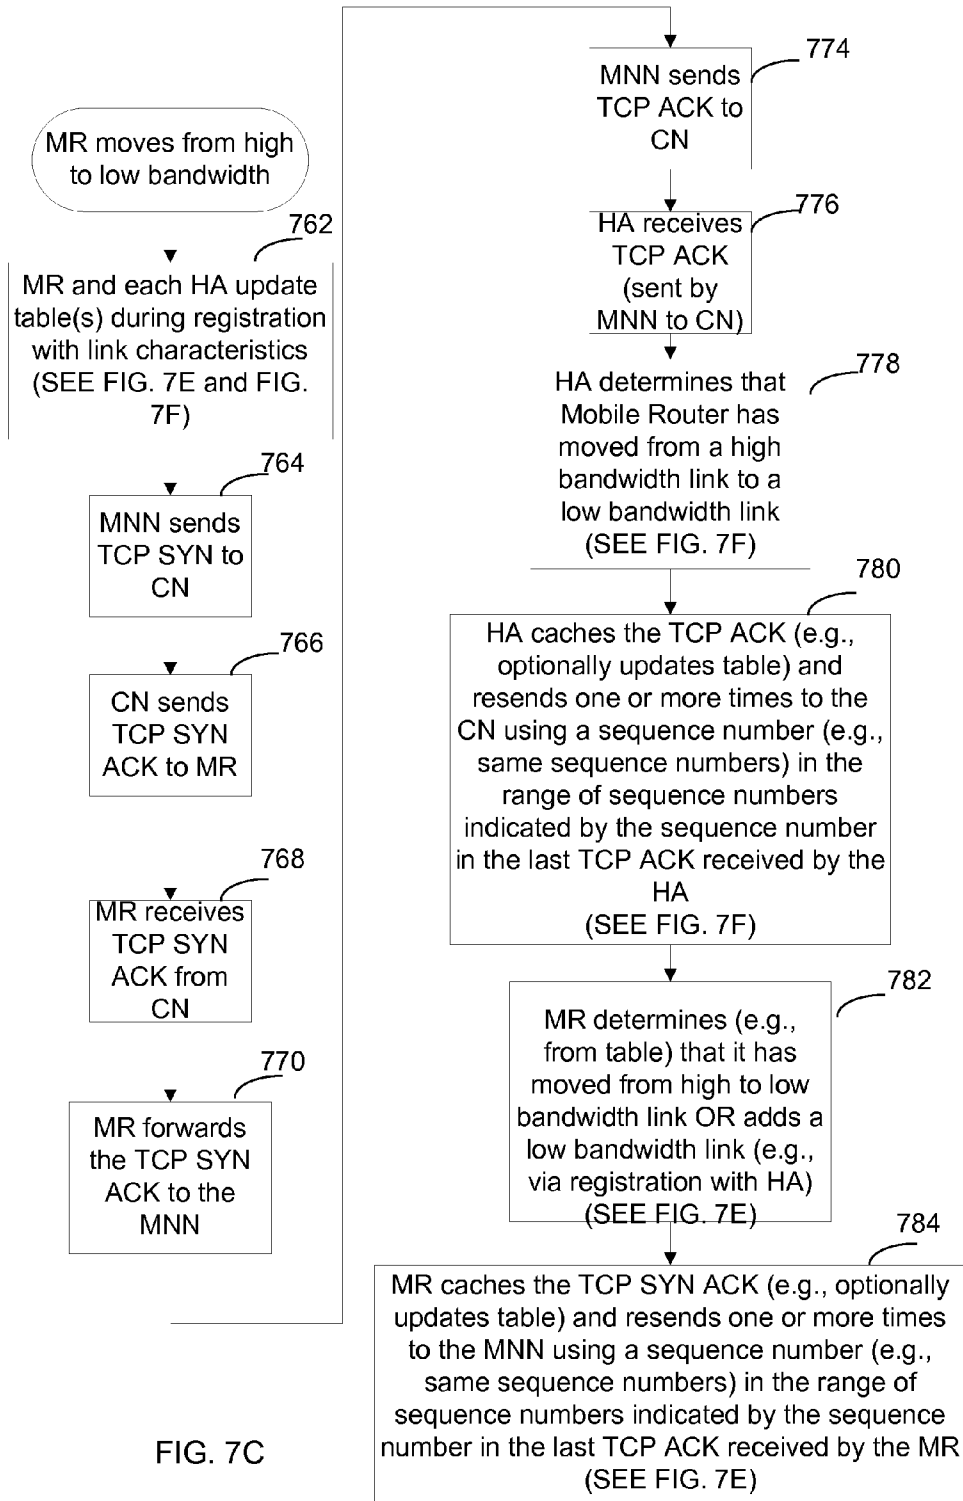 MR moves from high
to low bandwidth
762
MR and each HA update
table(s) during registration
with link characteristics
(SEE FIG. 7E and FIG.
7F)
764
MNN sends
TCP SYN to
CN
766
CN sends
TCP SYN
ACK to MR
768
MR receives
TCP SYN
ACK from
CN
770
MR forwards
the TCP SYN
ACK to the
MNN
774
MNN sends
TCP ACK to
CN
776
HA receives
TCP ACK
(sent by
MNN to CN)
778
HA determines that
Mobile Router has
moved from a high
bandwidth link to a
low bandwidth link
(SEE FIG. 7F)
780
HA caches the TCP ACK (e.g.,
optionally updates table) and
resends one or more times to the
CN using a sequence number (e.g.,
same sequence numbers) in the
range of sequence numbers
indicated by the sequence number
in the last TCP ACK received by the
HA
(SEE FIG. 7F)
782
MR determines (e.g.,
from table) that it has
moved from high to low
bandwidth link OR adds a
low bandwidth link (e.g.,
via registration with HA)
(SEE FIG. 7E)
784
MR caches the TCP SYN ACK (e.g., optionally
updates table) and resends one or more times
to the MNN using a sequence number (e.g.,
same sequence numbers) in the range of
sequence numbers indicated by the sequence
number in the last TCP ACK received by the MR
(SEE FIG. 7E)
FIG. 7C